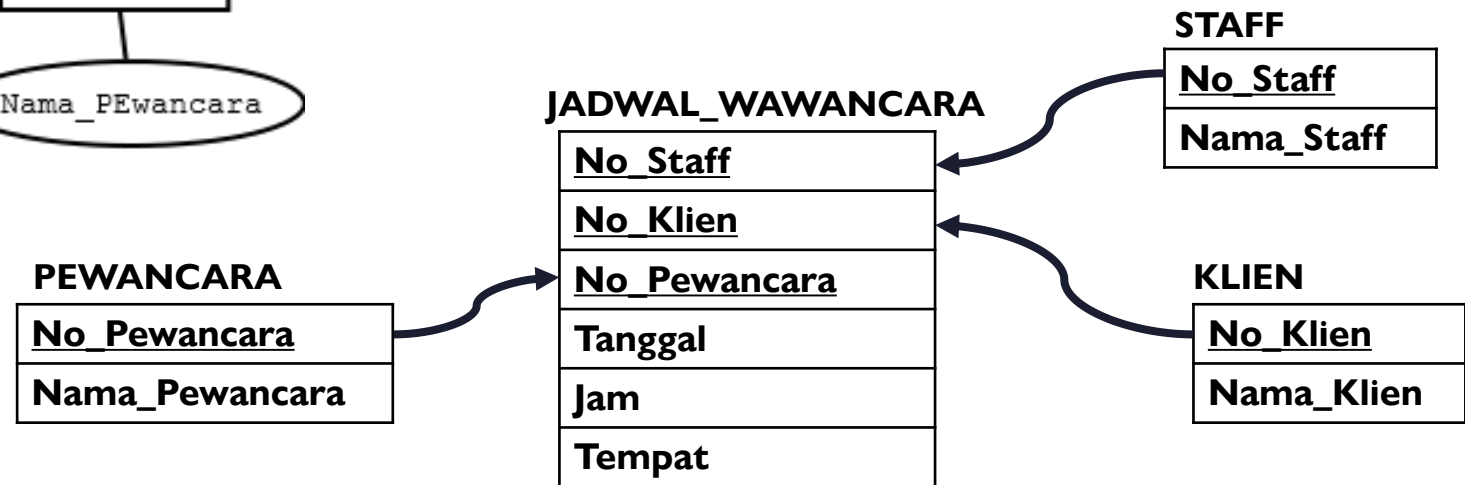 Nama_PEwancara
STAFF
No_Staff
Nama_Staff
JADWAL_WAWANCARA
No_Staff
No_Klien
No_Pewancara
Tanggal
Jam
Tempat
PEWANCARA
No_Pewancara
Nama_Pewancara
KLIEN
No_Klien
Nama_Klien